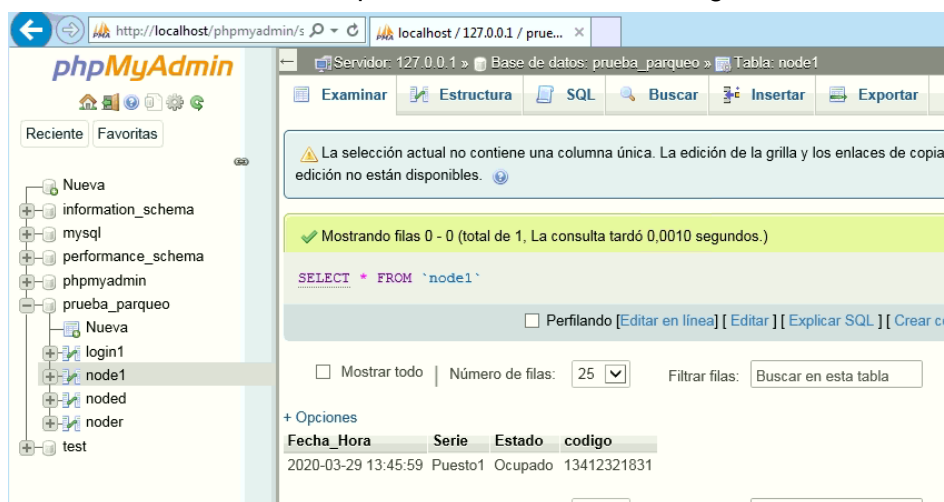 http://localhost/phpmyadmin/s
localhost / 127.0.0.1 / prue...
phpMyAdmin
Reciente Favoritas
Nueva
information_schema
mysql
performance_schema
phpmyadmin
prueba_parqueo
Nueva
login1
node1
noded
noder
test
Servidor: 127.0.0.1 » Base de datos: prueba_parqueo » Tabla: node1
Examinar Estructura SQL Buscar Insertar Exportar
La selección actual no contiene una columna única. La edición de la grilla y los enlaces de copia
edición no están disponibles.
Mostrando filas 0 - 0 (total de 1, La consulta tardó 0,0010 segundos.)
SELECT * FROM `node1`
Perfilando [Editar en línea] [ Editar ] [ Explicar SQL ] [ Crear c
Mostrar todo | Número de filas: 25 Filtrar filas: Buscar en esta tabla
+ Opciones
Fecha_Hora Serie Estado codigo
2020-03-29 13:45:59 Puesto1 Ocupado 13412321831